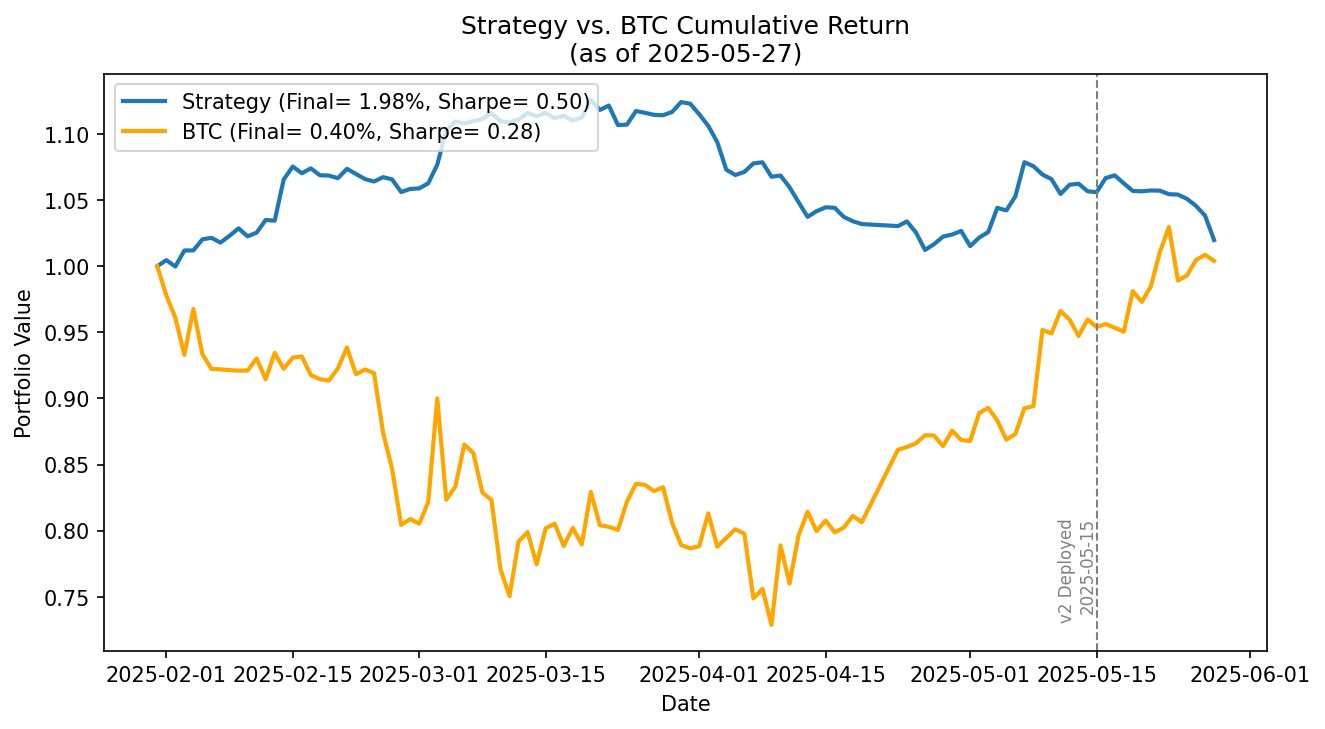 Strategy vs. BTC Cumulative Return
(as of 2025-05-27)
Strategy (Final= 1.98%, Sharpe= 0.50)
BTC (Final= 0.40%, Sharpe= 0.28)
Portfolio Value
1.10
1.05
1.00
0.95
0.90
0.85
0.80
0.75
v2 Deployed
2025-05-15
2025-02-01 2025-02-15 2025-03-01 2025-03-15 2025-04-01 2025-04-15 2025-05-01 2025-05-15 2025-06-01
Date